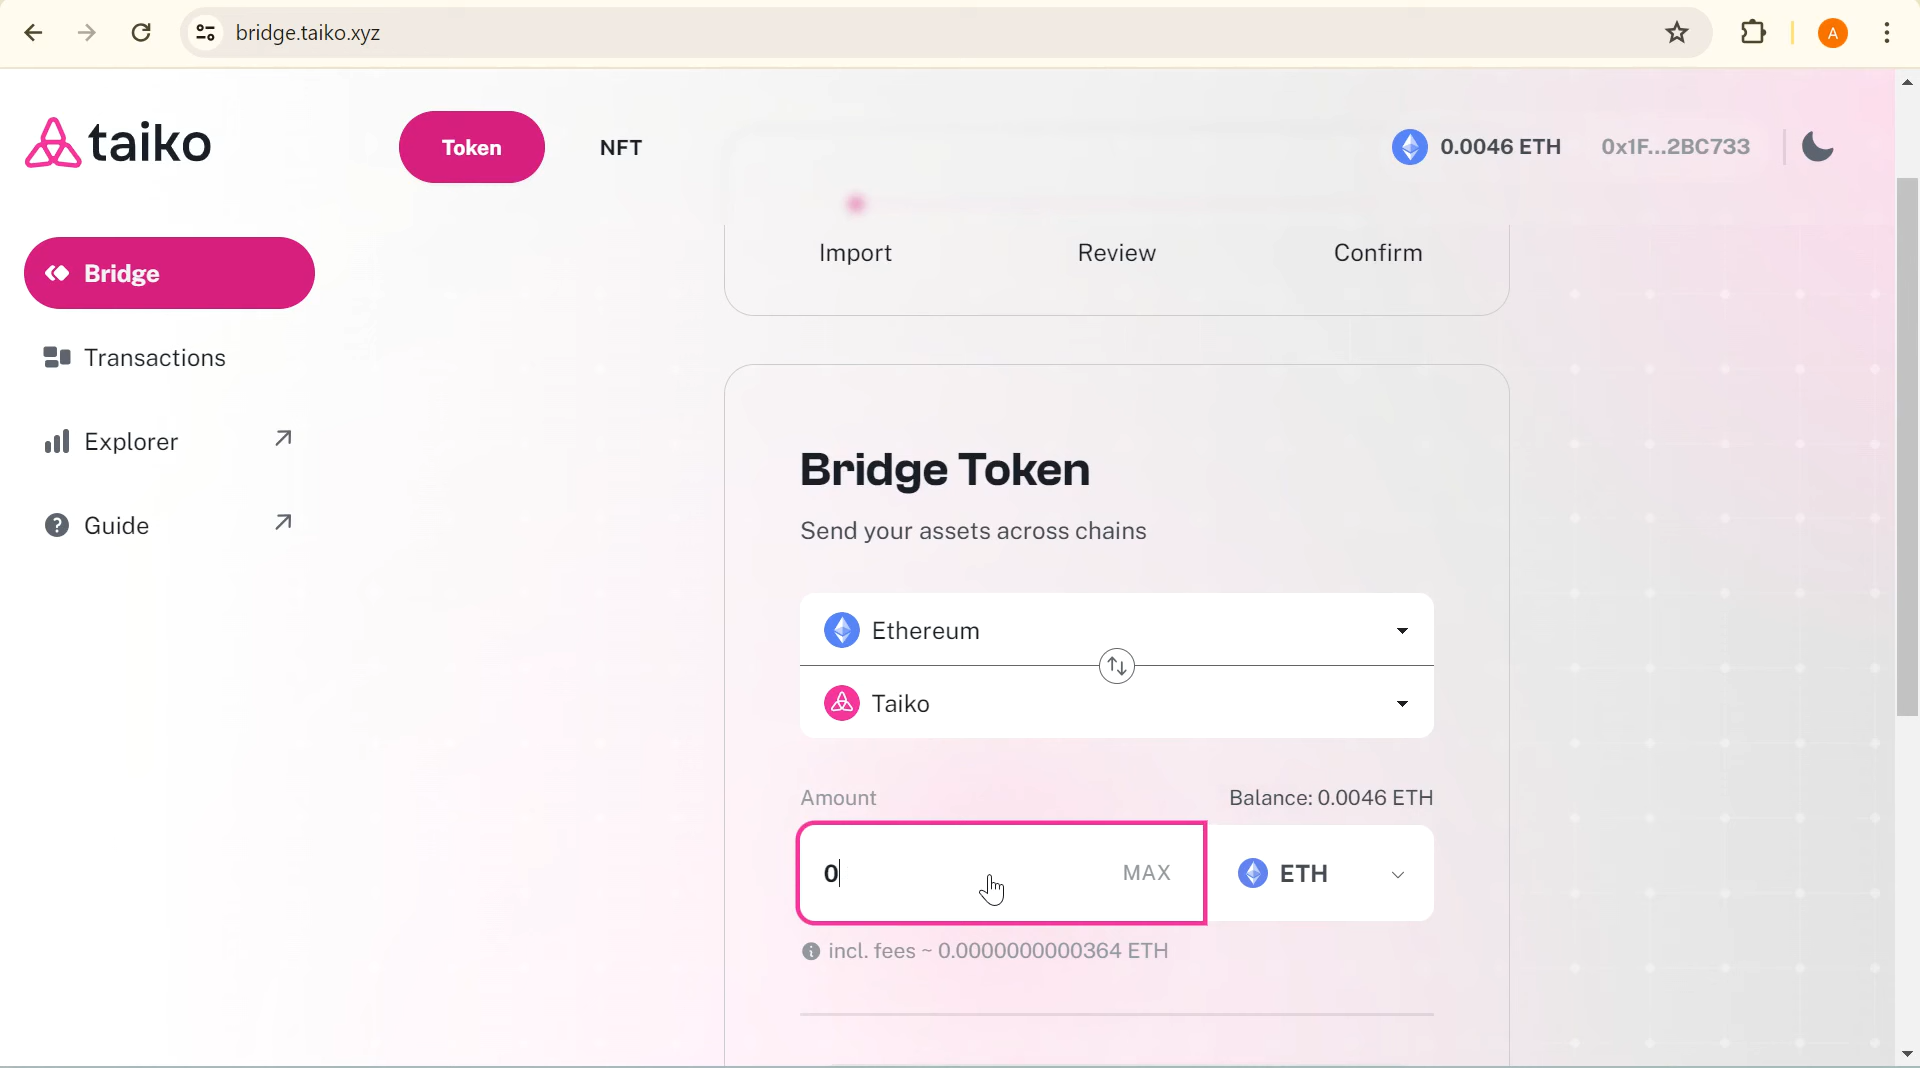 bridge.taiko.xyz
A
taiko
Token
NFT
0.0046 ETH
0x1F...2BC733
Bridge
Transactions
Explorer
Guide
Import
Review
Confirm
Bridge Token
Send your assets across chains
Ethereum
Taiko
Amount
Balance: 0.0046 ETH
0
MAX
ETH
incl. fees ~ 0.0000000000364 ETH